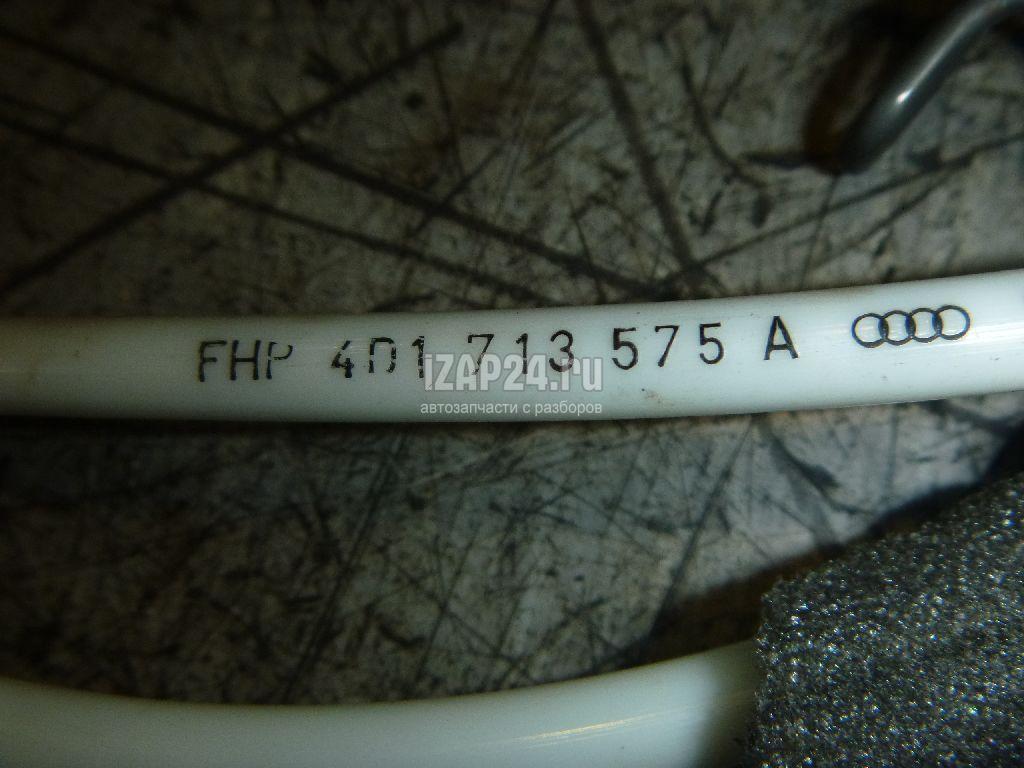 FHP 4D1 713 575 A
iZAP24.ru
автозапчасти с разборов